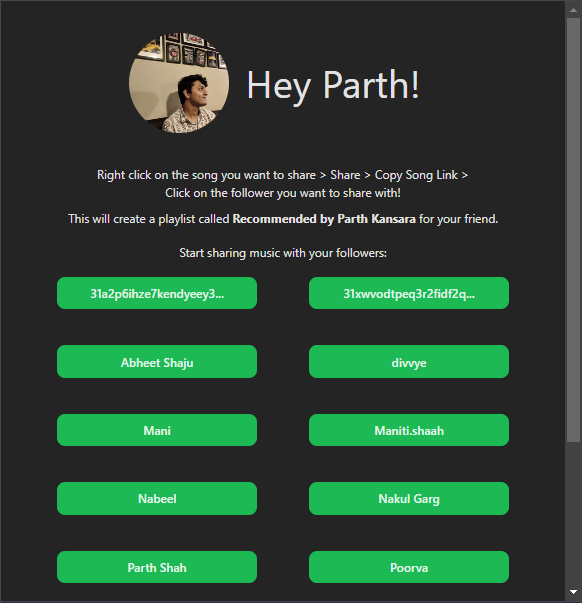 Hey Parth!
Right click on the song you want to share > Share > Copy Song Link >
Click on the follower you want to share with!
This will create a playlist called Recommended by Parth Kansara for your friend.
Start sharing music with your followers:
31a2p6ihze7kendyeey3...
31xwvodtpeq3r2fidf2q...
Abheet Shaju
divvye
Mani
Maniti.shaah
Nabeel
Nakul Garg
Parth Shah
Poorva